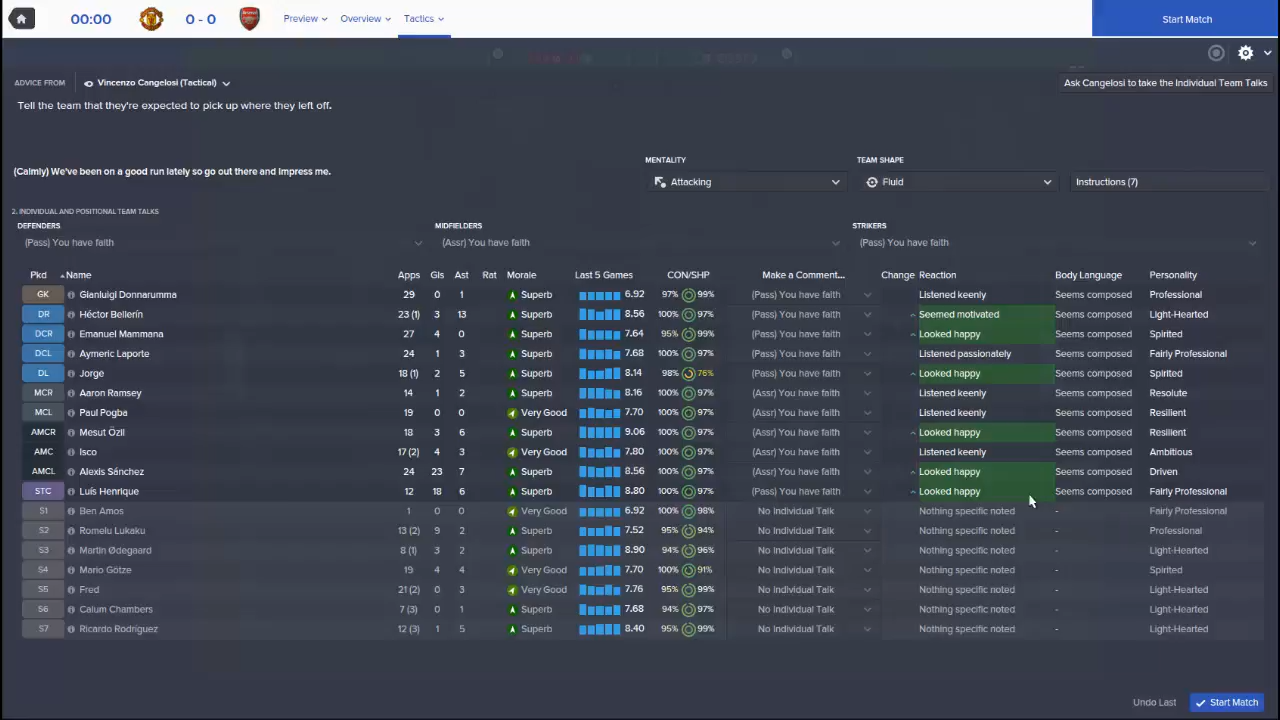 00:00 0 - 0 Preview Overview Tactics Start Match
ADVICE FROM Vincenzo Cangelosi (Tactical) Ask Cangelosi to take the Individual Team Talks
Tell the team that they're expected to pick up where they left off.
MENTALITY TEAM SHAPE
(Calmly) We've been on a good run lately so go out there and impress me.
Attacking Fluid Instructions (7)
2. INDIVIDUAL AND POSITIONAL TEAM TALKS
DEFENDERS MIDFIELDERS STRIKERS
(Pass) You have faith (Assr) You have faith (Pass) You have faith
Pkd Name Apps Gls Ast Rat Morale Last 5 Games CON/SHP Make a Comment... Change Reaction Body Language Personality
GK Gianluigi Donnarumma 29 0 1 Superb 6.92 97% 99% (Pass) You have faith Listened keenly Seems composed Professional
DR Héctor Bellerín 23 (1) 3 13 Superb 8.56 100% 97% (Pass) You have faith Seemed motivated Seems composed Light-Hearted
DCR Emanuel Mammana 27 4 0 Superb 7.64 95% 99% (Pass) You have faith Looked happy Seems composed Spirited
DCL Aymeric Laporte 24 1 3 Superb 7.68 100% 97% (Pass) You have faith Listened passionately Seems composed Fairly Professional
DL Jorge 18 (1) 2 5 Superb 8.14 98% 76% (Pass) You have faith Looked happy Seems composed Spirited
MCR Aaron Ramsey 14 1 2 Superb 8.16 100% 97% (Assr) You have faith Listened keenly Seems composed Resolute
MCL Paul Pogba 19 0 0 Very Good 7.70 100% 97% (Assr) You have faith Listened keenly Seems composed Resilient
AMCR Mesut Özil 18 3 6 Superb 9.06 100% 97% (Assr) You have faith Looked happy Seems composed Resilient
AMC Isco 17 (2) 4 3 Very Good 7.80 100% 97% (Assr) You have faith Listened keenly Seems composed Ambitious
AMCL Alexis Sánchez 24 23 7 Superb 8.56 100% 97% (Assr) You have faith Looked happy Seems composed Driven
STC Luís Henrique 12 18 6 Superb 8.80 100% 97% (Pass) You have faith Looked happy Seems composed Fairly Professional
S1 Ben Amos 1 0 0 Very Good 6.92 100% 98% No Individual Talk Nothing specific noted - Fairly Professional
S2 Romelu Lukaku 13 (2) 9 2 Superb 7.52 95% 94% No Individual Talk Nothing specific noted - Professional
S3 Martin Ødegaard 8 (1) 3 2 Superb 8.90 94% 96% No Individual Talk Nothing specific noted - Light-Hearted
S4 Mario Götze 19 4 4 Very Good 7.70 100% 91% No Individual Talk Nothing specific noted - Spirited
S5 Fred 21 (2) 0 3 Very Good 7.76 95% 99% No Individual Talk Nothing specific noted - Light-Hearted
S6 Calum Chambers 7 (3) 0 1 Superb 7.68 94% 97% No Individual Talk Nothing specific noted - Light-Hearted
S7 Ricardo Rodríguez 12 (3) 1 5 Superb 8.40 95% 99% No Individual Talk Nothing specific noted - Light-Hearted
Undo Last Start Match